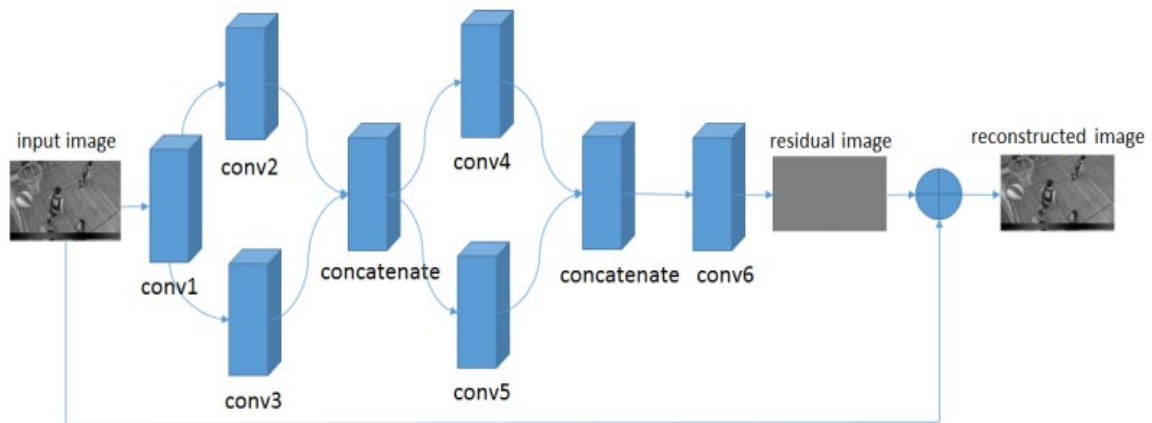 input image
conv1
conv2
conv3
concatenate
conv4
conv5
concatenate
conv6
residual image
reconstructed image